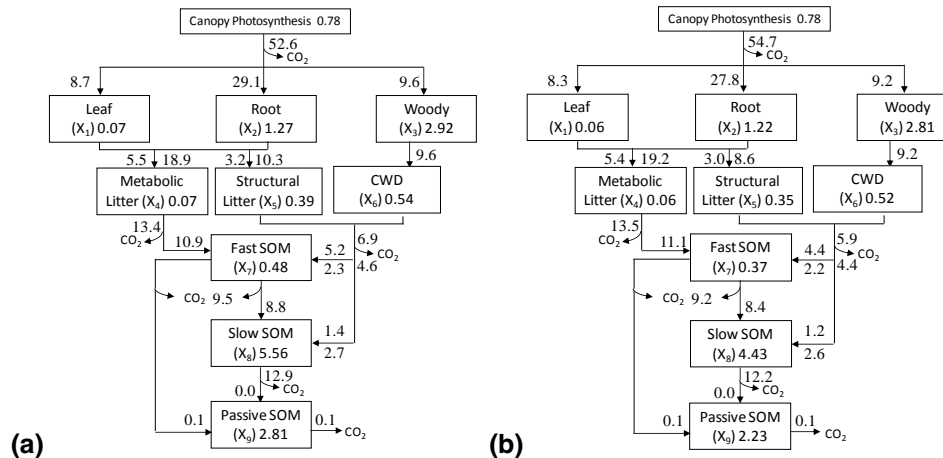 Canopy Photosynthesis 0.78
52.6
CO₂
8.7
29.1
9.6
Leaf
(X₁) 0.07
Root
(X₂) 1.27
Woody
(X₃) 2.92
5.5
18.9
3.2
10.3
9.6
Metabolic
Litter (X₄) 0.07
Structural
Litter (X₅) 0.39
CWD
(X₆) 0.54
13.4
CO₂
10.9
Fast SOM
(X₇) 0.48
5.2
2.3
6.9
CO₂
4.6
CO₂ 9.5
8.8
Slow SOM
(X₈) 5.56
1.4
2.7
12.9
CO₂
0.0
0.1
Passive SOM
(X₉) 2.81
0.1
CO₂
(a)
Canopy Photosynthesis 0.78
54.7
CO₂
8.3
27.8
9.2
Leaf
(X₁) 0.06
Root
(X₂) 1.22
Woody
(X₃) 2.81
5.4
19.2
3.0
8.6
9.2
Metabolic
Litter (X₄) 0.06
Structural
Litter (X₅) 0.35
CWD
(X₆) 0.52
13.5
CO₂
11.1
Fast SOM
(X₇) 0.37
4.4
2.2
5.9
CO₂
4.4
CO₂ 9.2
8.4
Slow SOM
(X₈) 4.43
1.2
2.6
12.2
CO₂
0.0
0.1
Passive SOM
(X₉) 2.23
0.1
CO₂
(b)